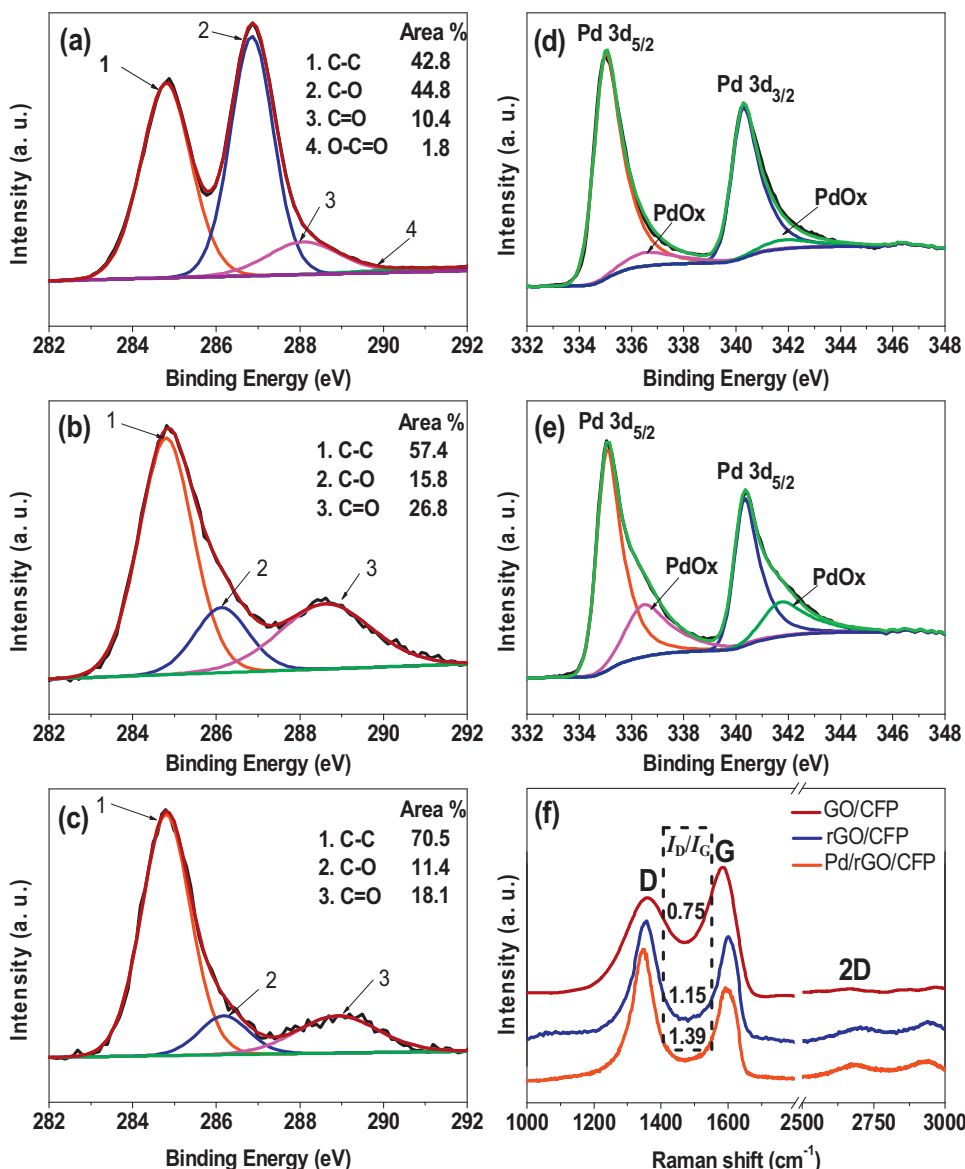 (a)
Area %
1. C-C 42.8
2. C-O 44.8
3. C=O 10.4
4. O-C=O 1.8
1
2
3
4
Intensity (a. u.)
282 284 286 288 290 292
Binding Energy (eV)
(d)
Pd 3d5/2
Pd 3d3/2
PdOx
PdOx
Intensity (a. u.)
332 334 336 338 340 342 344 346 348
Binding Energy (eV)
(b)
Area %
1. C-C 57.4
2. C-O 15.8
3. C=O 26.8
1
2
3
Intensity (a. u.)
282 284 286 288 290 292
Binding Energy (eV)
(e)
Pd 3d5/2
Pd 3d5/2
PdOx
PdOx
Intensity (a. u.)
332 334 336 338 340 342 344 346 348
Binding Energy (eV)
(c)
Area %
1. C-C 70.5
2. C-O 11.4
3. C=O 18.1
1
2
3
Intensity (a. u.)
282 284 286 288 290 292
Binding Energy (eV)
(f)
GO/CFP
rGO/CFP
Pd/rGO/CFP
ID/IG
D
G
0.75
1.15
1.39
2D
Intensity (a. u.)
1000 1200 1400 1600 2500 2750 3000
Raman shift (cm-1)